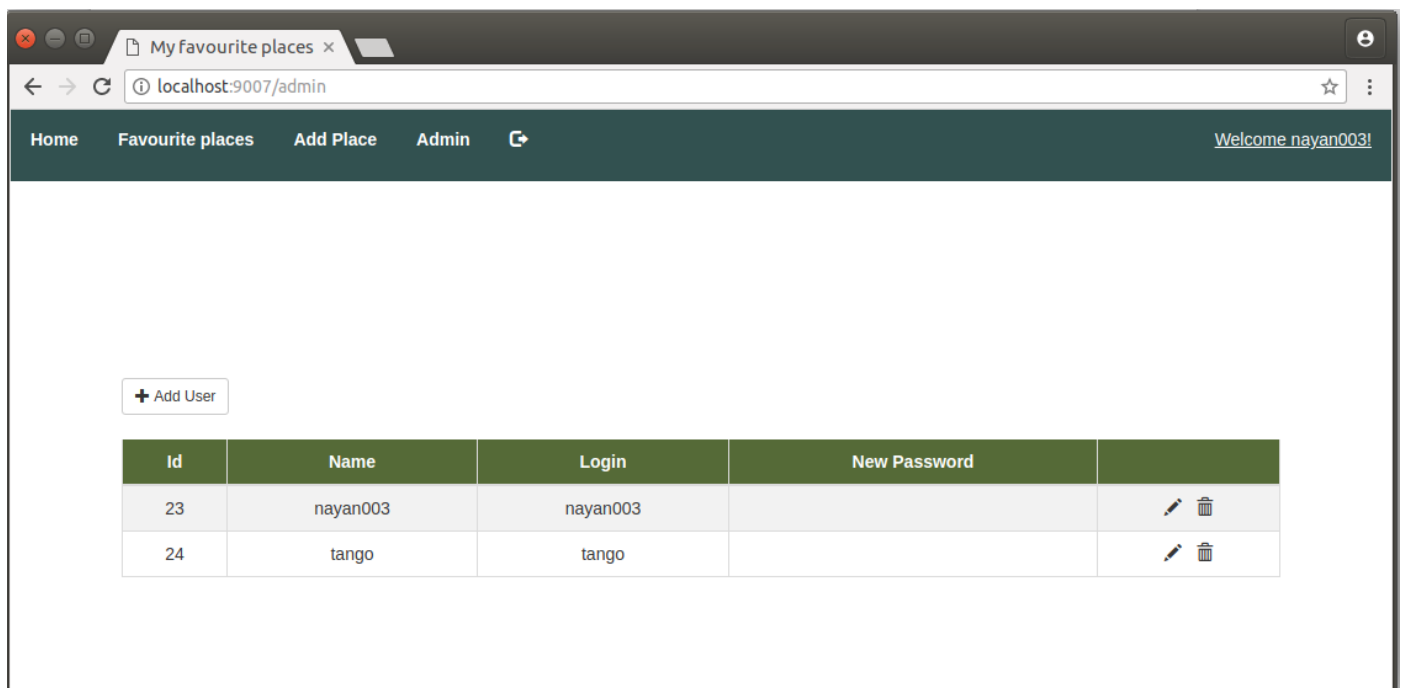 My favourite places
localhost:9007/admin
Home Favourite places Add Place Admin Welcome nayan003!
Add User
Id Name Login New Password
23 nayan003 nayan003
24 tango tango